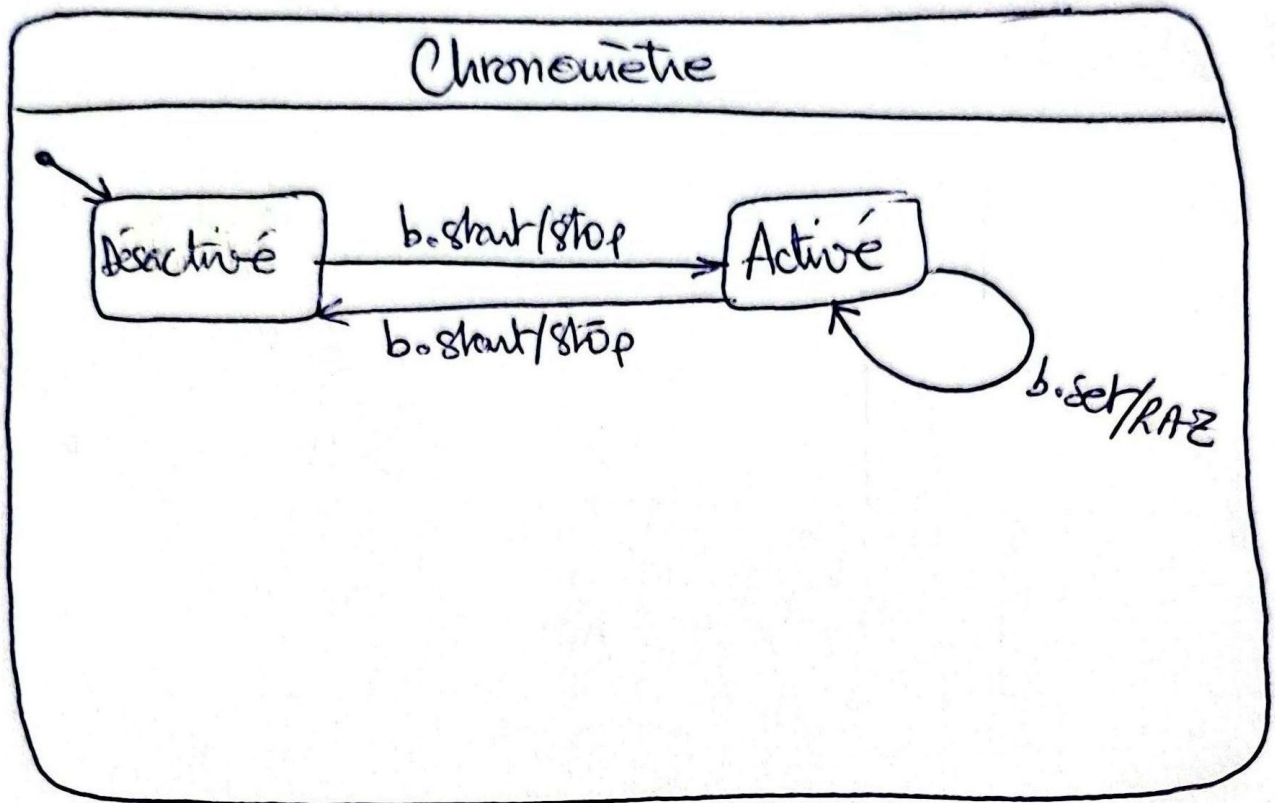 Chronomètre
Désactivé
b.start/stop
Activé
b.start/stop
b.set/RAZ